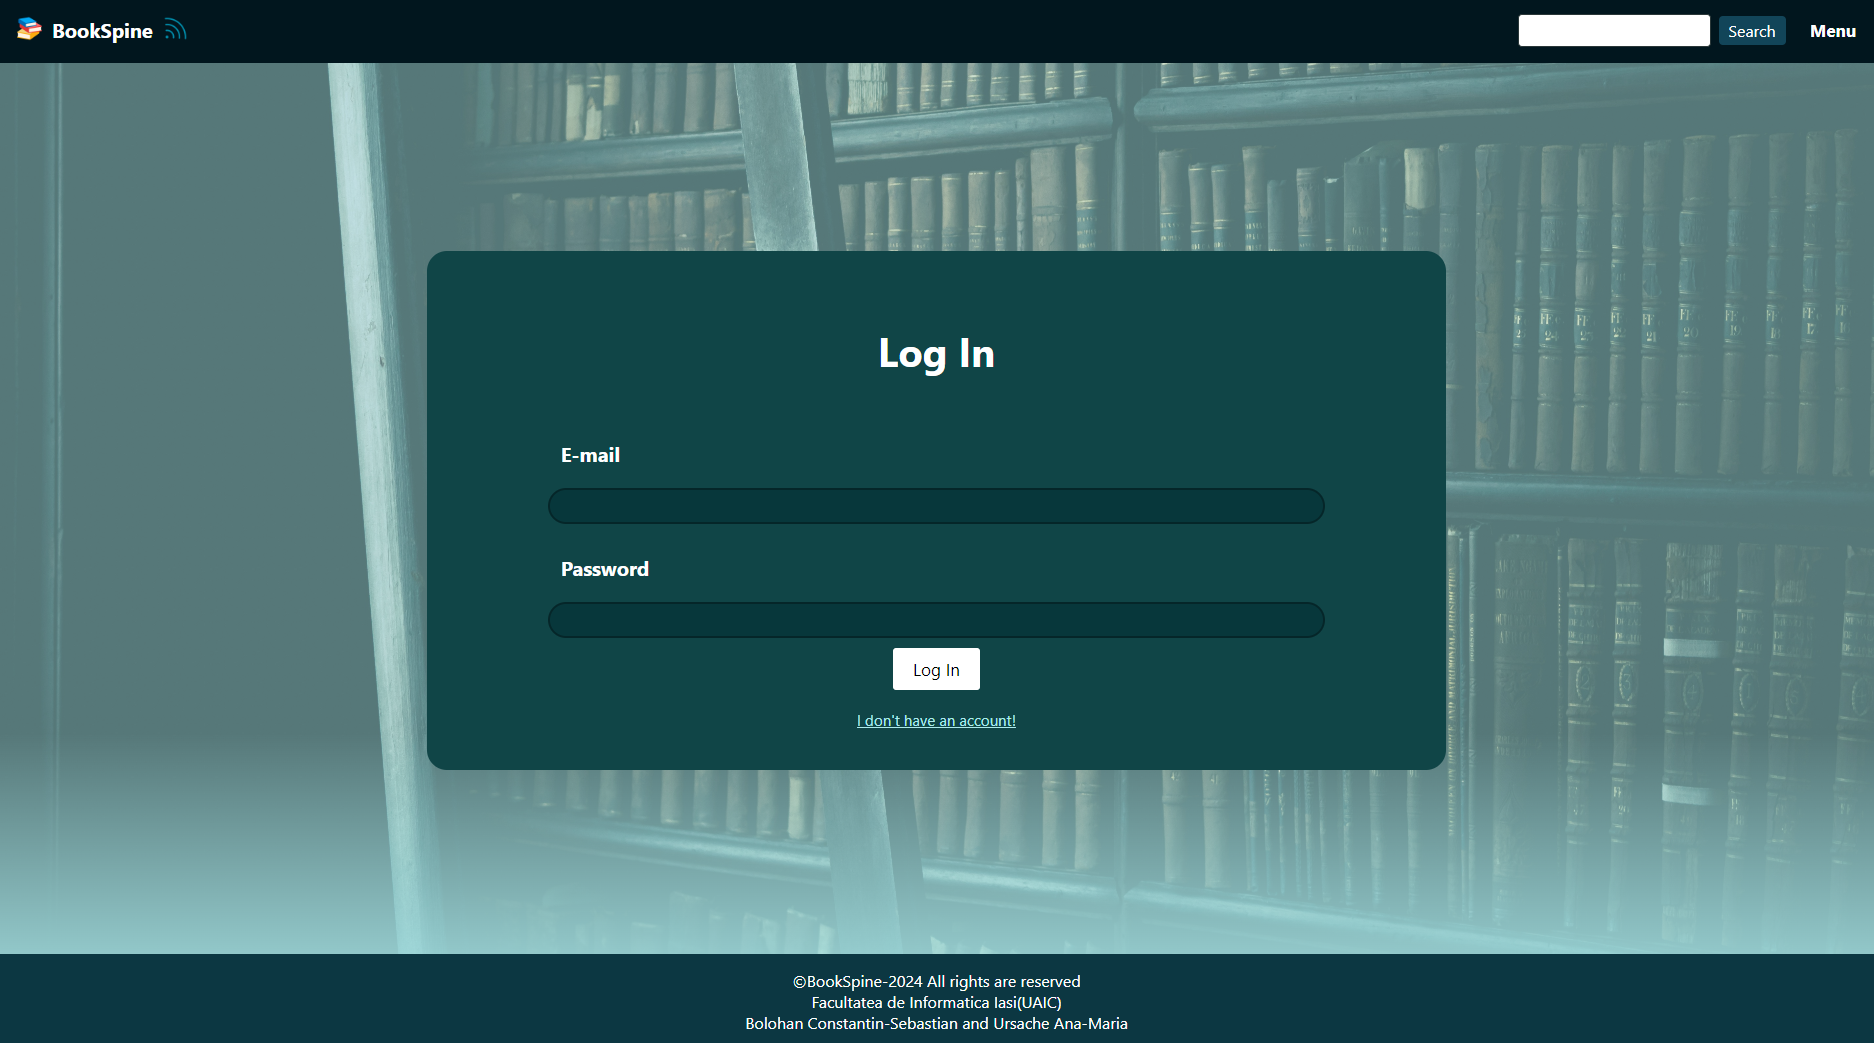 BookSpine
Search
Menu
Log In
E-mail
Password
Log In
I don't have an account!
©BookSpine-2024 All rights are reserved
Facultatea de Informatica Iasi(UAIC)
Bolohan Constantin-Sebastian and Ursache Ana-Maria